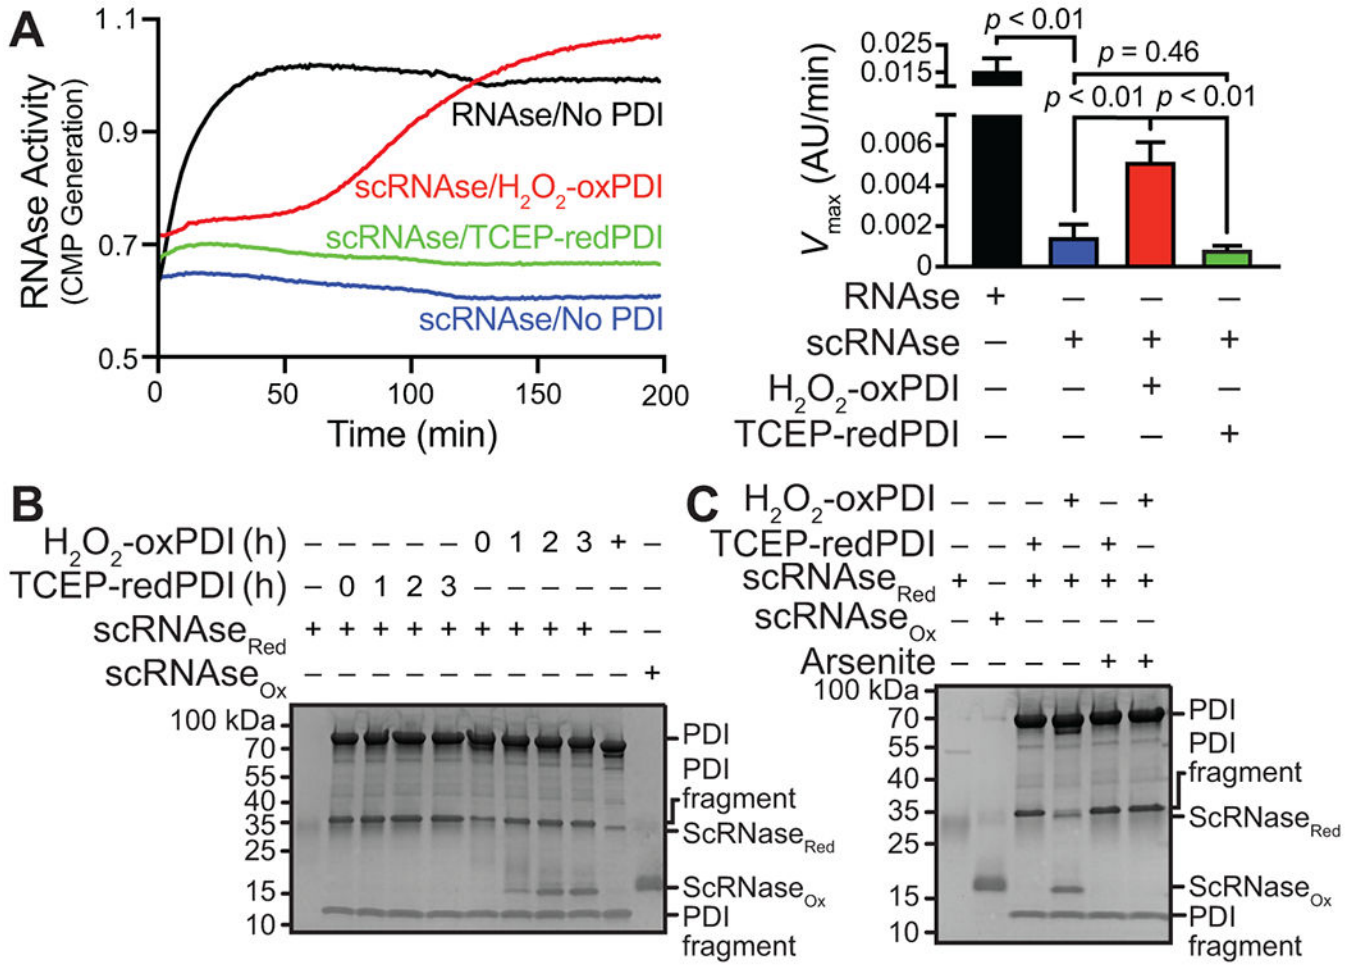 A
1.1
0.9
0.7
0.5
RNAse Activity
(CMP Generation)
RNAse/No PDI
scRNAse/H₂O₂-oxPDI
scRNAse/TCEP-redPDI
scRNAse/No PDI
0 50 100 150 200
Time (min)
p < 0.01
p = 0.46
p < 0.01 p < 0.01
0.025
0.015
0.006
0.004
0.002
0
Vmax (AU/min)
RNAse + – – –
scRNAse – + + +
H₂O₂-oxPDI – – + –
TCEP-redPDI – – – +
B
H₂O₂-oxPDI (h) – – – – – 0 1 2 3 + –
TCEP-redPDI (h) – 0 1 2 3 – – – – – –
scRNAseRed + + + + + + + + + – –
scRNAseOx – – – – – – – – – – +
100 kDa
70
55
40
35
25
15
10
PDI
PDI
fragment
ScRNaseRed
ScRNaseOx
PDI
fragment
C
H₂O₂-oxPDI – – – + – +
TCEP-redPDI – – + – + –
scRNAseRed + – + + + +
scRNAseOx – + – – – –
Arsenite – – – – + +
100 kDa
70
55
40
35
25
15
10
PDI
PDI
fragment
ScRNaseRed
ScRNaseOx
PDI
fragment